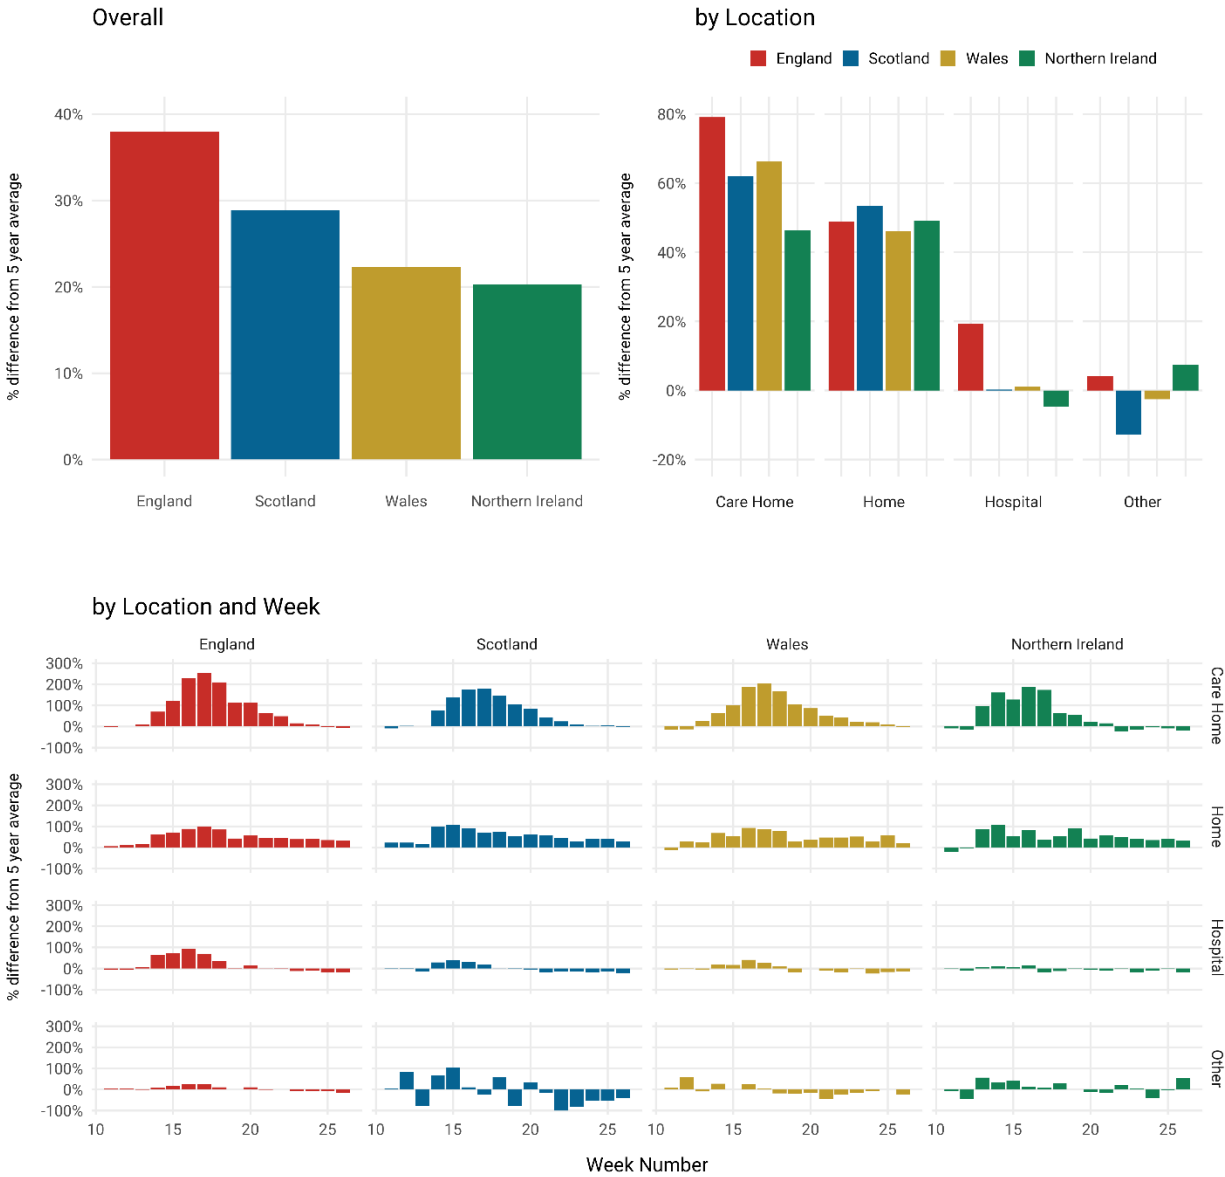 Overall
% difference from 5 year average
40%
30%
20%
10%
0%
England Scotland Wales Northern Ireland
by Location
England Scotland Wales Northern Ireland
% difference from 5 year average
80%
60%
40%
20%
0%
-20%
Care Home Home Hospital Other
by Location and Week
England Scotland Wales Northern Ireland
% difference from 5 year average
300%
200%
100%
0%
-100%
Care Home
300%
200%
100%
0%
-100%
Home
300%
200%
100%
0%
-100%
Hospital
300%
200%
100%
0%
-100%
Other
10 15 20 25 10 15 20 25 10 15 20 25 10 15 20 25
Week Number